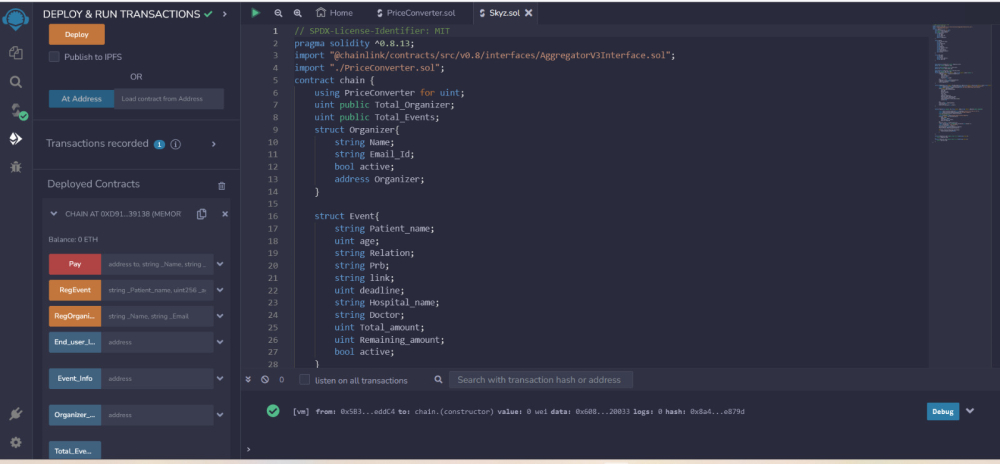 DEPLOY & RUN TRANSACTIONS
Deploy
Publish to IPFS
OR
At Address
Load contract from Address
Transactions recorded 1 i
Deployed Contracts
CHAIN AT 0XD91...39138 (MEMOR
Balance: 0 ETH
Pay
address to, string _Name, string _
RegEvent
string _Patient_name, uint256 _a
RegOrgani...
string _Name, string _Email
End_user_I...
address
Event_Info
address
Organizer_...
address
Total_Eve...
Home
PriceConverter.sol
Skyz.sol
1 // SPDX-License-Identifier: MIT
2 pragma solidity ^0.8.13;
3 import "@chainlink/contracts/src/v0.8/interfaces/AggregatorV3Interface.sol";
4 import "./PriceConverter.sol";
5 contract chain {
6 using PriceConverter for uint;
7 uint public Total_Organizer;
8 uint public Total_Events;
9 struct Organizer{
10 string Name;
11 string Email_Id;
12 bool active;
13 address Organizer;
14 }
15
16 struct Event{
17 string Patient_name;
18 uint age;
19 string Relation;
20 string Prb;
21 string link;
22 uint deadline;
23 string Hospital_name;
24 string Doctor;
25 uint Total_amount;
26 uint Remaining_amount;
27 bool active;
28 }
0
listen on all transactions
Search with transaction hash or address
[vm] from: 0x5B3...eddC4 to: chain.(constructor) value: 0 wei data: 0x608...20033 logs: 0 hash: 0x8a4...e879d
Debug
>